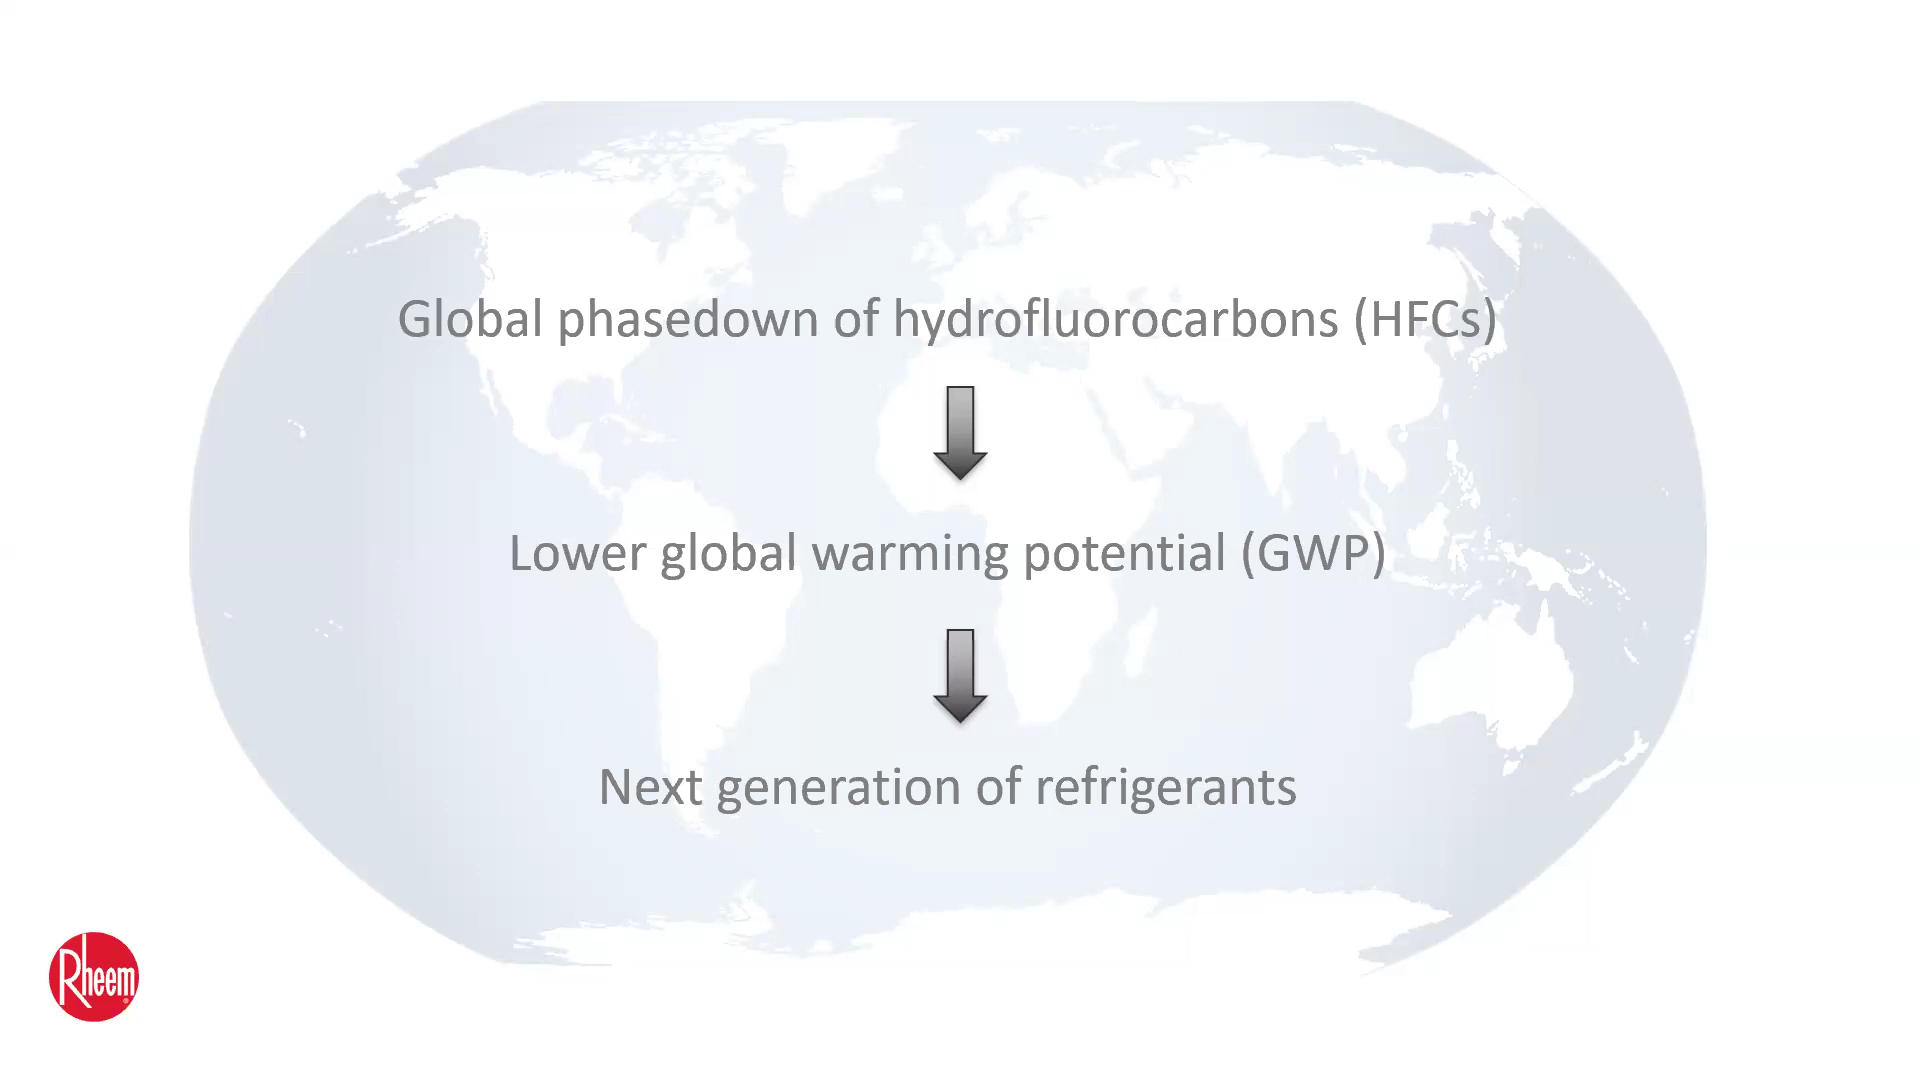 Global phasedown of hydrofluorocarbons (HFCs)
Lower global warming potential (GWP)
Next generation of refrigerants
Rheem®